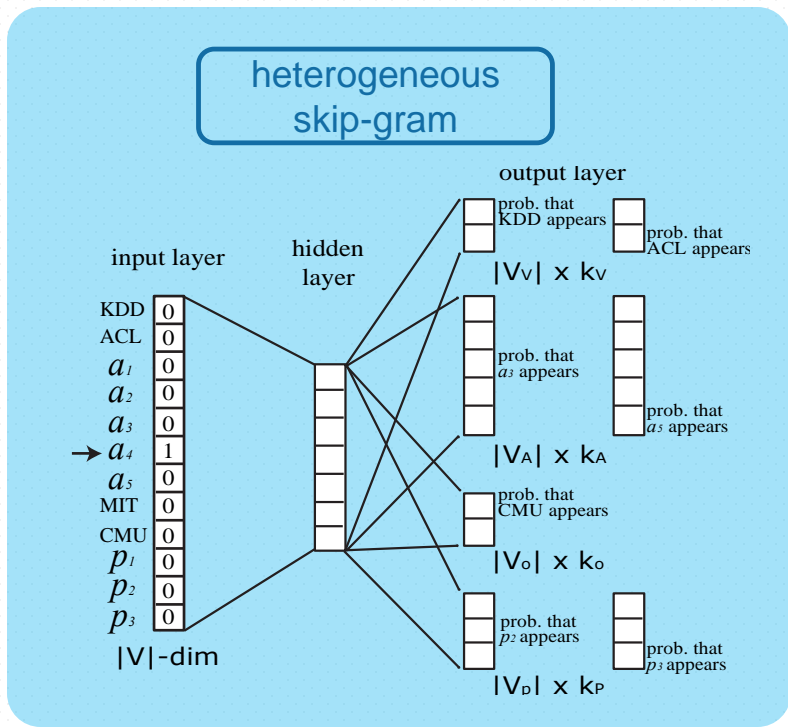 heterogeneous
skip-gram
output layer
prob. that
KDD appears
prob. that
ACL appears
|Vv| x kv
input layer
hidden
layer
KDD 0
ACL 0
a1 0
a2 0
a3 0
a4 1
a5 0
MIT 0
CMU 0
p1 0
p2 0
p3 0
|V|-dim
prob. that
a3 appears
prob. that
a5 appears
|VA| x kA
prob. that
CMU appears
|Vo| x ko
prob. that
p2 appears
prob. that
p3 appears
|Vp| x kP